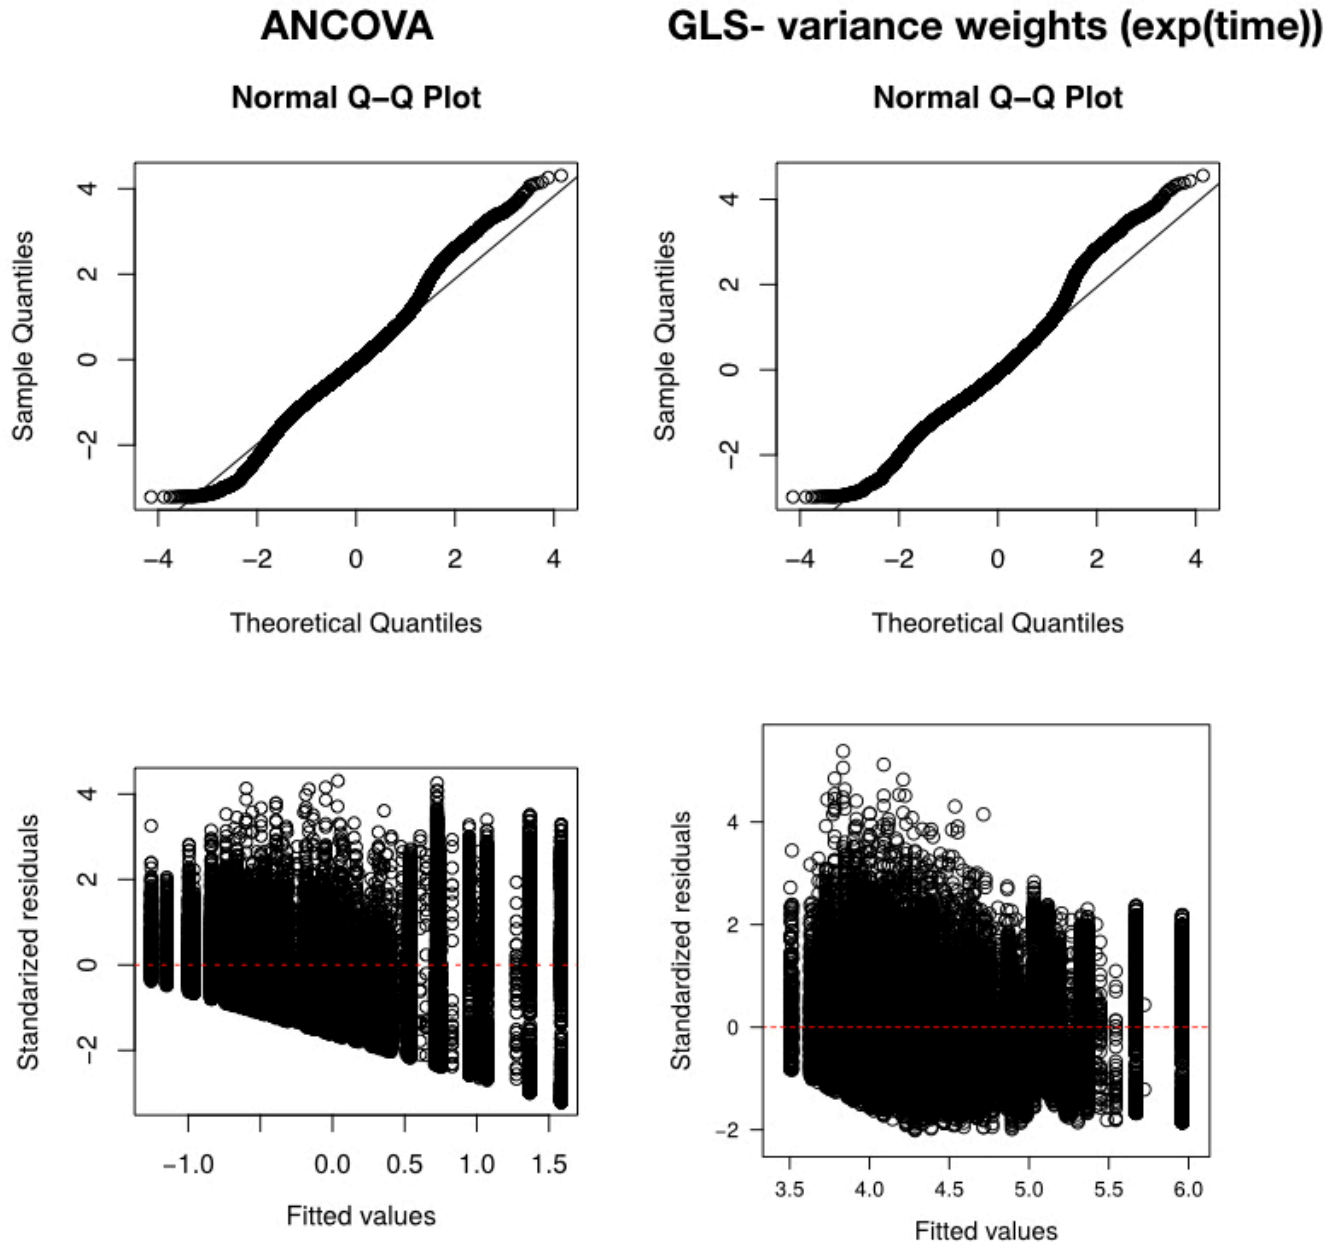 ANCOVA
GLS- variance weights (exp(time))
Normal Q–Q Plot
Normal Q–Q Plot
Sample Quantiles
4
2
0
−2
−4 −2 0 2 4
Theoretical Quantiles
Sample Quantiles
4
2
0
−2
−4 −2 0 2 4
Theoretical Quantiles
Standarized residuals
4
2
0
−2
−1.0 0.0 0.5 1.0 1.5
Fitted values
Standardized residuals
4
2
0
−2
3.5 4.0 4.5 5.0 5.5 6.0
Fitted values